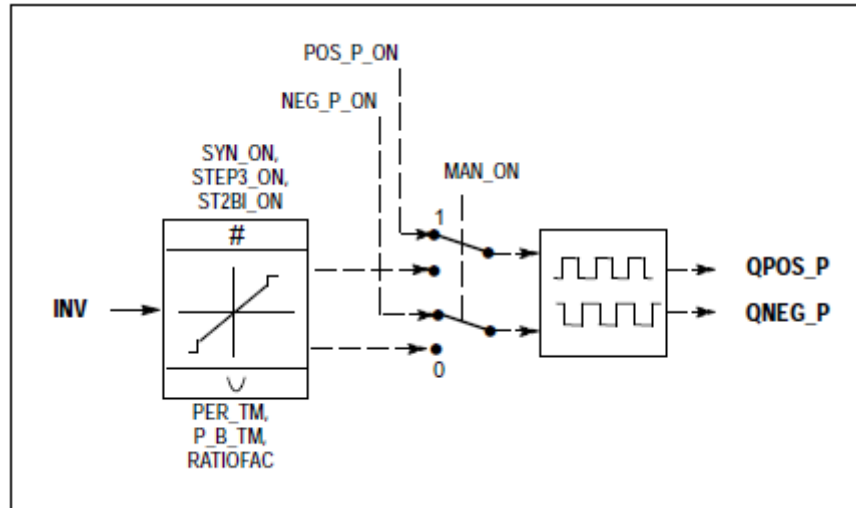 POS_P_ON
NEG_P_ON
SYN_ON,
STEP3_ON,
ST2BI_ON
MAN_ON
1
#
INV
QPOS_P
QNEG_P
0
PER_TM,
P_B_TM,
RATIOFAC